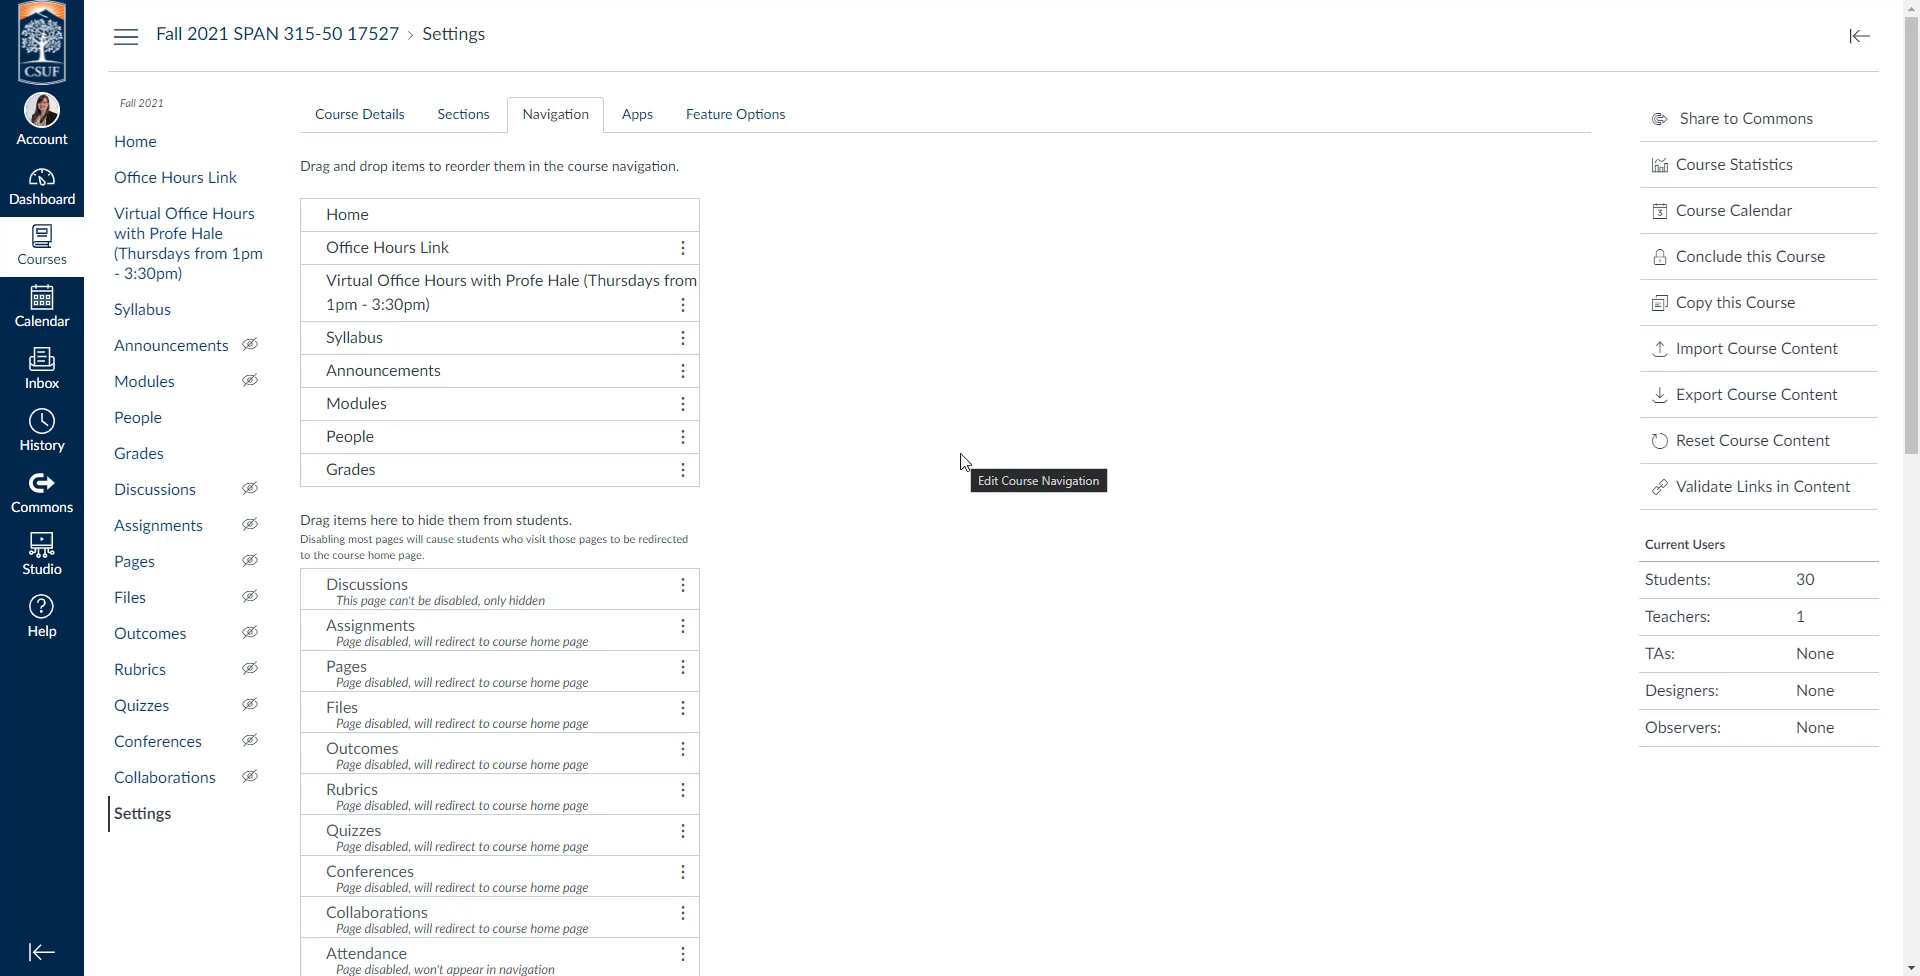 CSUF
Account
Dashboard
Courses
Calendar
Inbox
History
Commons
Studio
Help
Fall 2021 SPAN 315-50 17527 › Settings
Fall 2021
Home
Office Hours Link
Virtual Office Hours
with Profe Hale
(Thursdays from 1pm
- 3:30pm)
Syllabus
Announcements
Modules
People
Grades
Discussions
Assignments
Pages
Files
Outcomes
Rubrics
Quizzes
Conferences
Collaborations
Settings
Course Details Sections Navigation Apps Feature Options
Drag and drop items to reorder them in the course navigation.
Home
Office Hours Link
Virtual Office Hours with Profe Hale (Thursdays from
1pm - 3:30pm)
Syllabus
Announcements
Modules
People
Grades
Edit Course Navigation
Drag items here to hide them from students.
Disabling most pages will cause students who visit those pages to be redirected
to the course home page.
Discussions
This page can't be disabled, only hidden
Assignments
Page disabled, will redirect to course home page
Pages
Page disabled, will redirect to course home page
Files
Page disabled, will redirect to course home page
Outcomes
Page disabled, will redirect to course home page
Rubrics
Page disabled, will redirect to course home page
Quizzes
Page disabled, will redirect to course home page
Conferences
Page disabled, will redirect to course home page
Collaborations
Page disabled, will redirect to course home page
Attendance
Page disabled, won't appear in navigation
Share to Commons
Course Statistics
Course Calendar
Conclude this Course
Copy this Course
Import Course Content
Export Course Content
Reset Course Content
Validate Links in Content
Current Users
Students: 30
Teachers: 1
TAs: None
Designers: None
Observers: None